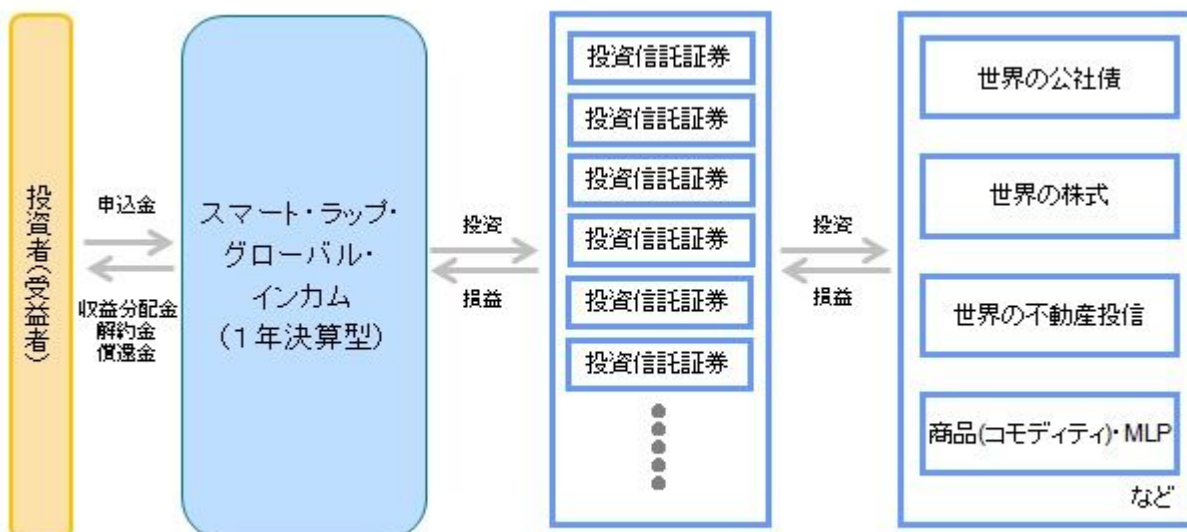 投資者(受益者)
申込金
収益分配金
解約金
償還金
スマート・ラップ・
グローバル・
インカム
(1年決算型)
投資
損益
投資信託証券
投資信託証券
投資信託証券
投資信託証券
投資信託証券
投資信託証券
投資
損益
世界の公社債
世界の株式
世界の不動産投信
商品(コモディティ)・MLP
など